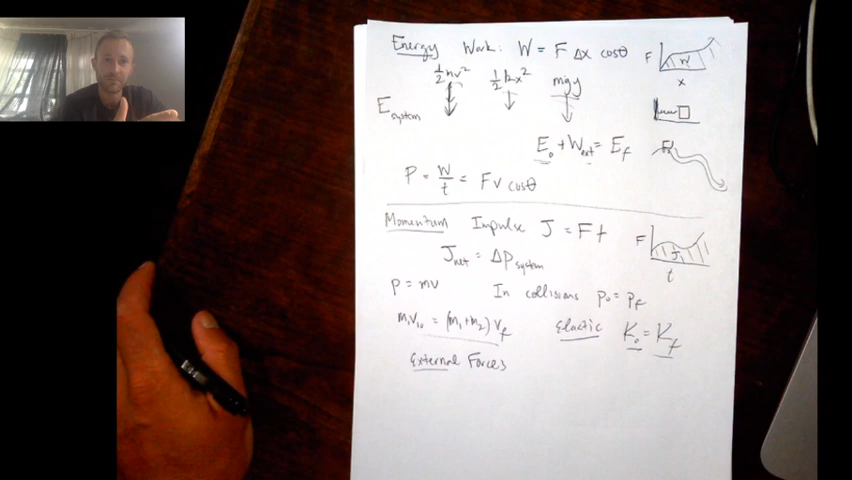 Energy Work: W = F Δx cosθ
½mv² ½kx² mgy
F W x
E system
E₀ + W ext = E f
P = W/t = Fv cosθ
Momentum Impulse J = Ft
F J t
J net = Δp system
p = mv In collisions p₀ = p f
m₁v₁₀ = (m₁+m₂) v f Elastic K₀ = K f
External Forces